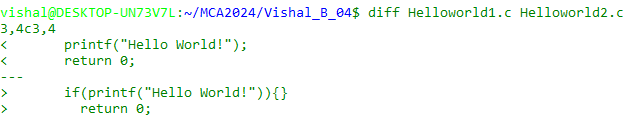 vishal@DESKTOP-UN73V7L:~/MCA2024/Vishal_B_04$ diff Helloworld1.c Helloworld2.c
3,4c3,4
<       printf("Hello World!");
<       return 0;
---
>       if(printf("Hello World!")){}
>         return 0;